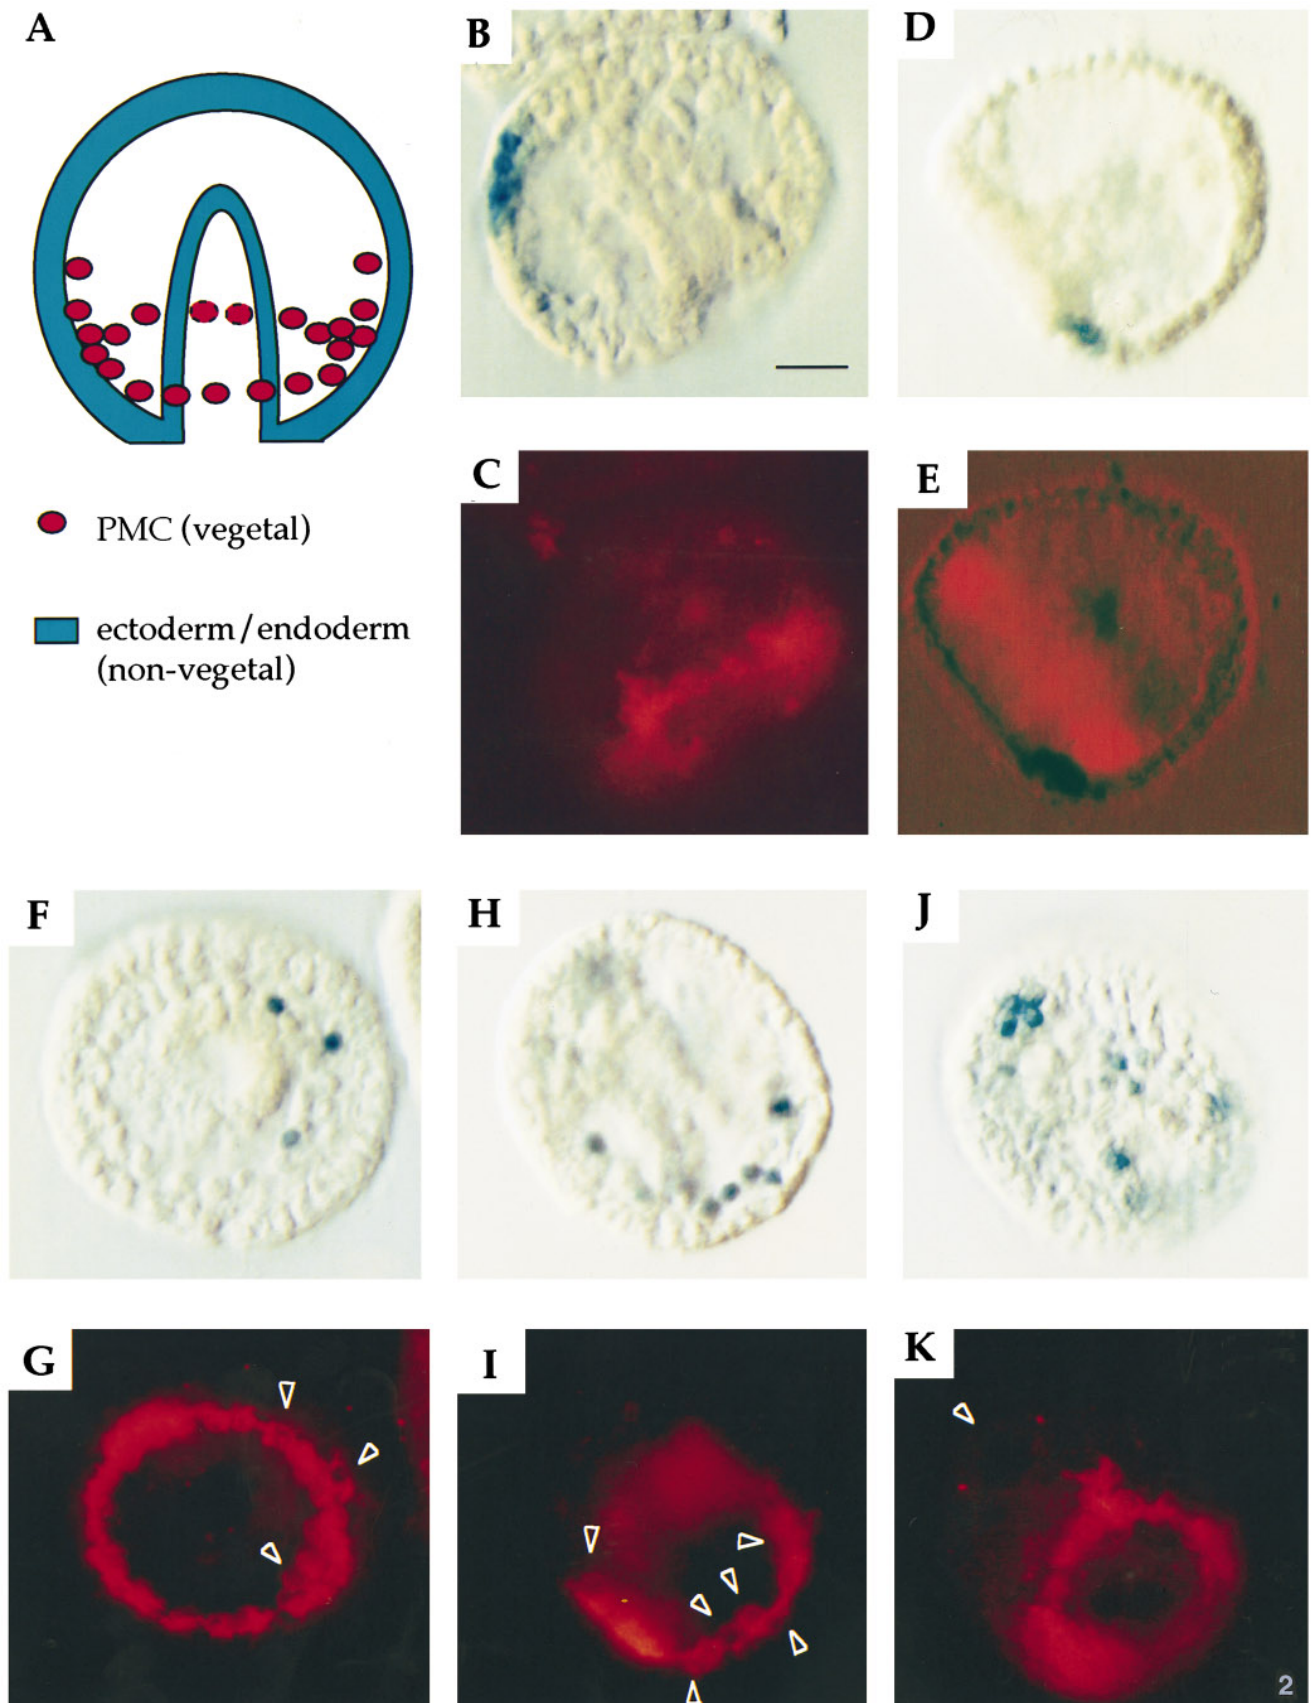 A
B
D
C
E
PMC (vegetal)
ectoderm/endoderm
(non-vegetal)
F
H
J
G
I
K
2